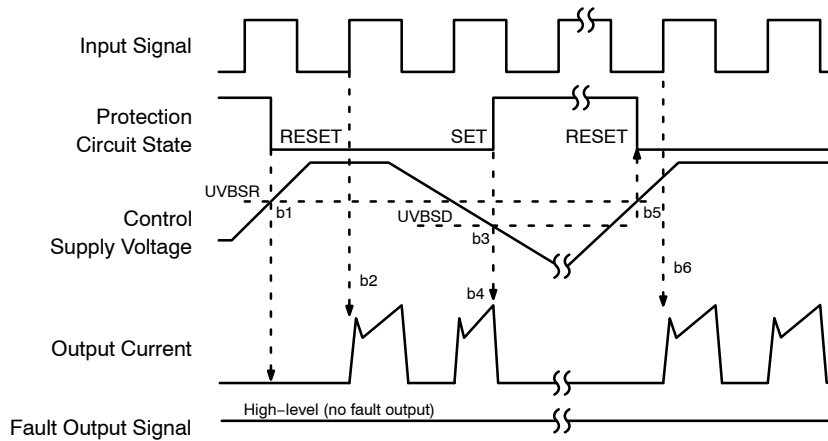 Input Signal
Protection
Circuit State
RESET
SET
RESET
UVBSR
b1
UVBSD
b3
b5
Control
Supply Voltage
b2
b4
b6
Output Current
High−level (no fault output)
Fault Output Signal